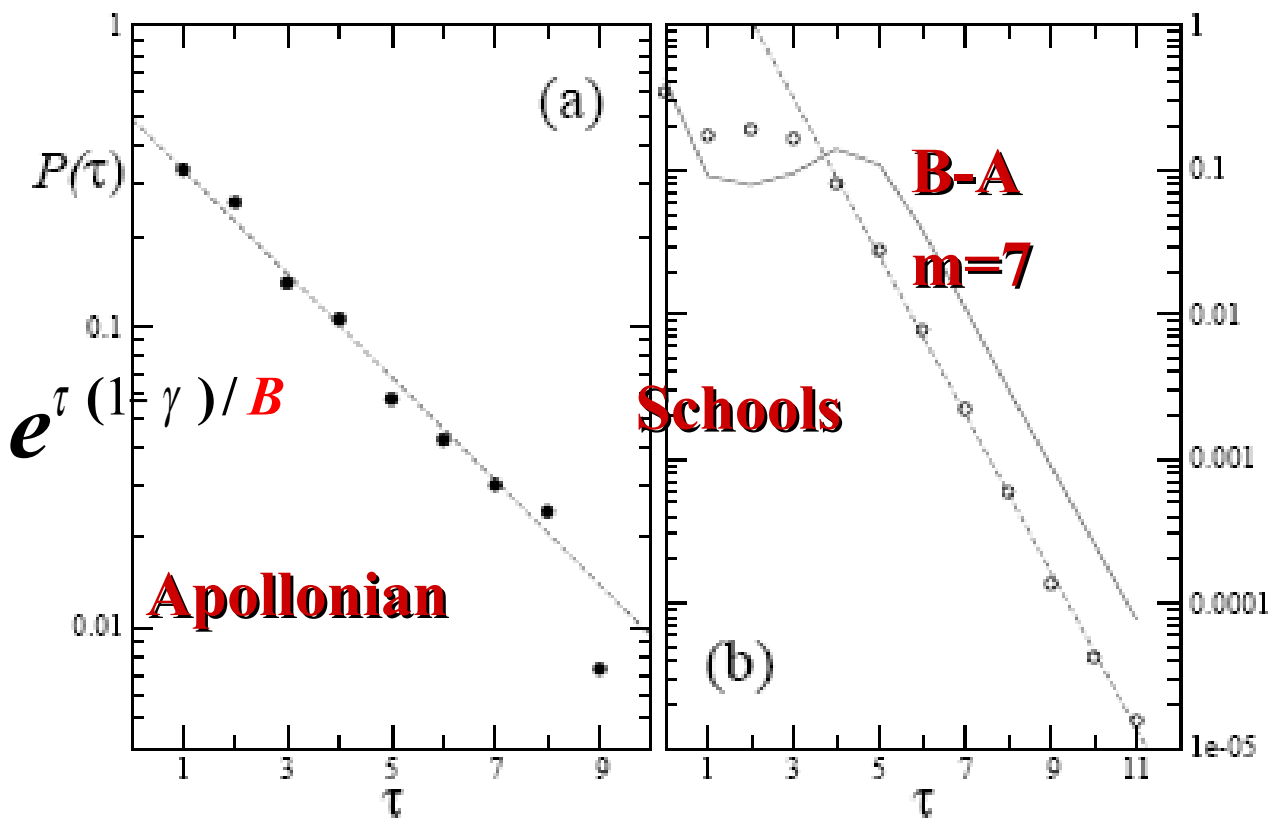 1
(a)
P(τ)
0.1
e τ (1- γ ) / B
Apollonian
0.01
1 3 5 7 9
τ
1
B-A
0.1
m=7
0.01
Schools
0.001
0.0001
(b)
1e-05
1 3 5 7 9 11
τ